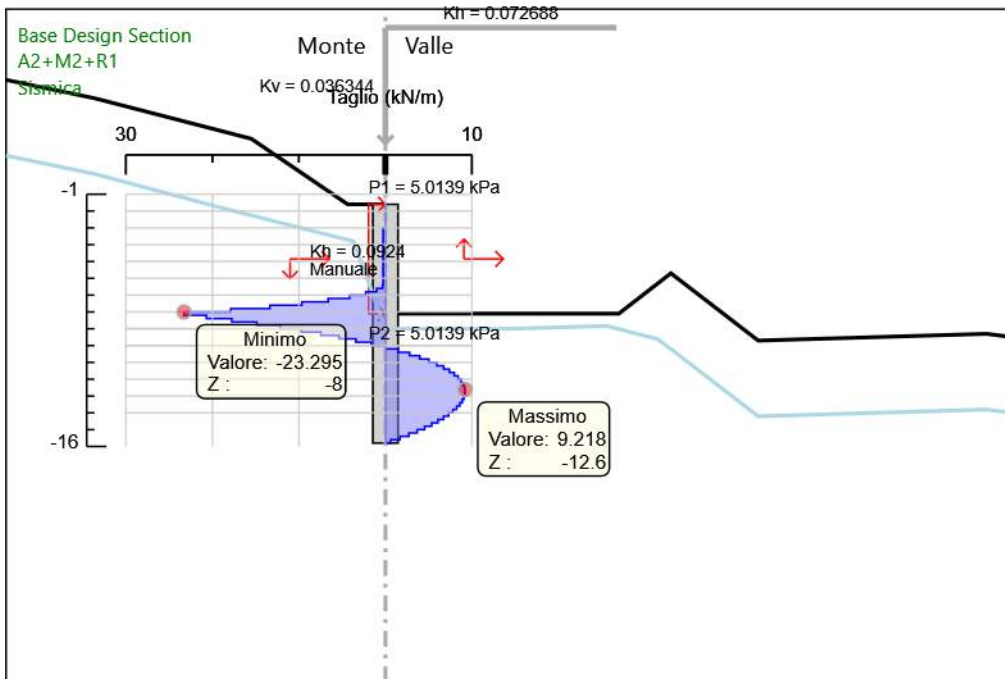 Kh = 0.072688
Base Design Section
A2+M2+R1
Sismica
Monte
Valle
Kv = 0.036344
Taglio (kN/m)
30
10
-1
P1 = 5.0139 kPa
Kh = 0.0924
Manuale
P2 = 5.0139 kPa
Minimo
Valore: -23.295
Z : -8
Massimo
Valore: 9.218
Z : -12.6
-16